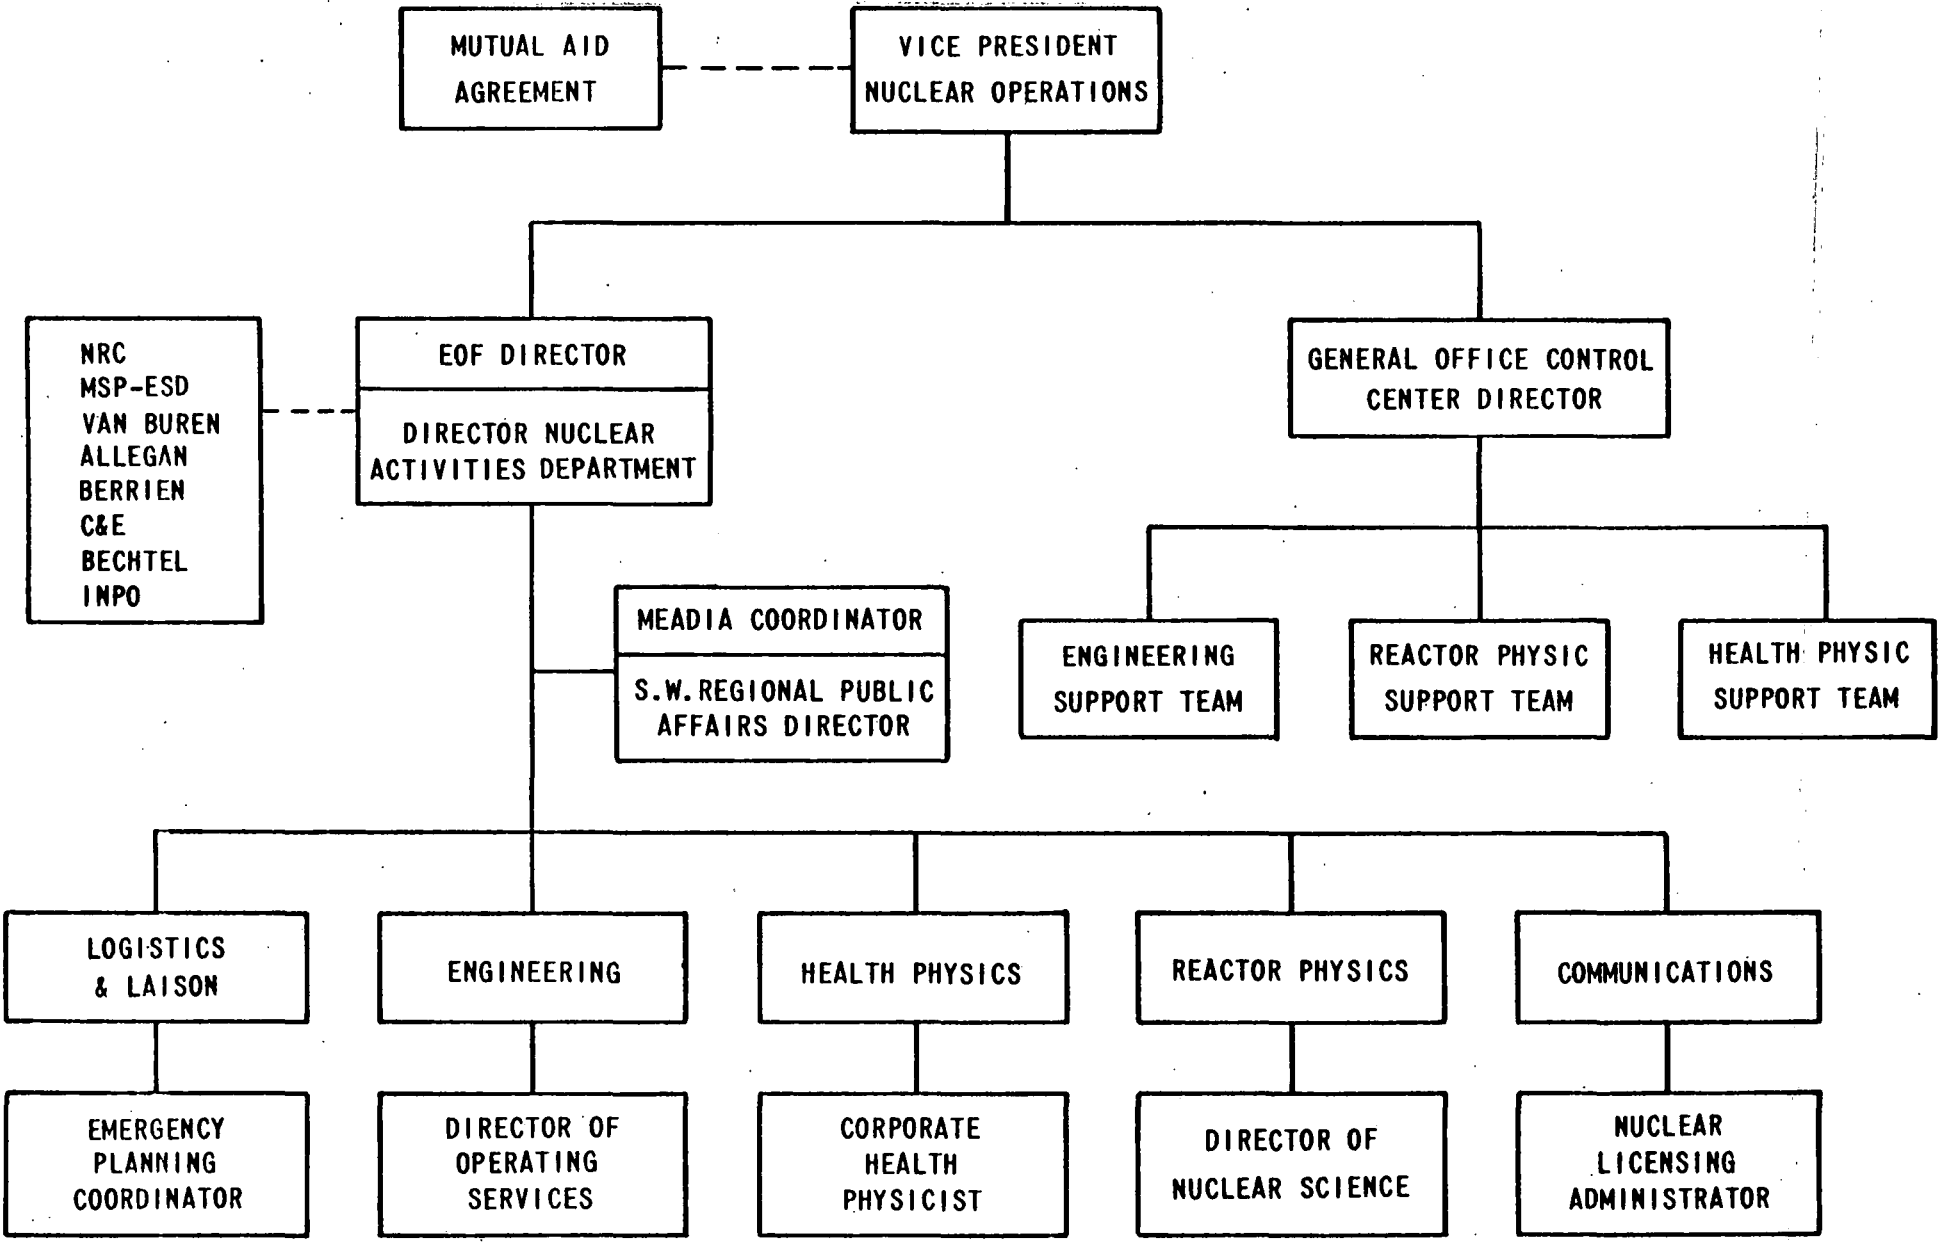 MUTUAL AID
AGREEMENT
VICE PRESIDENT
NUCLEAR OPERATIONS
NRC
MSP-ESD
VAN BUREN
ALLEGAN
BERRIEN
C&E
BECHTEL
INPO
EOF DIRECTOR
DIRECTOR NUCLEAR
ACTIVITIES DEPARTMENT
GENERAL OFFICE CONTROL
CENTER DIRECTOR
MEADIA COORDINATOR
S.W.REGIONAL PUBLIC
AFFAIRS DIRECTOR
ENGINEERING
SUPPORT TEAM
REACTOR PHYSIC
SUPPORT TEAM
HEALTH PHYSIC
SUPPORT TEAM
LOGISTICS
& LAISON
ENGINEERING
HEALTH PHYSICS
REACTOR PHYSICS
COMMUNICATIONS
EMERGENCY
PLANNING
COORDINATOR
DIRECTOR OF
OPERATING
SERVICES
CORPORATE
HEALTH
PHYSICIST
DIRECTOR OF
NUCLEAR SCIENCE
NUCLEAR
LICENSING
ADMINISTRATOR